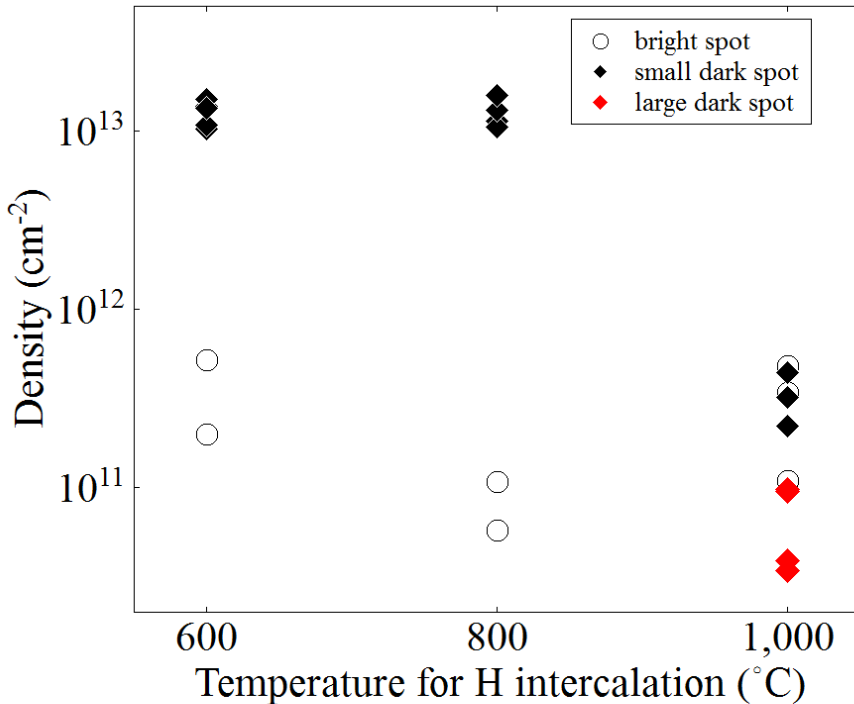 bright spot
small dark spot
large dark spot
10¹³
10¹²
10¹¹
Density (cm⁻²)
600 800 1,000
Temperature for H intercalation (°C)